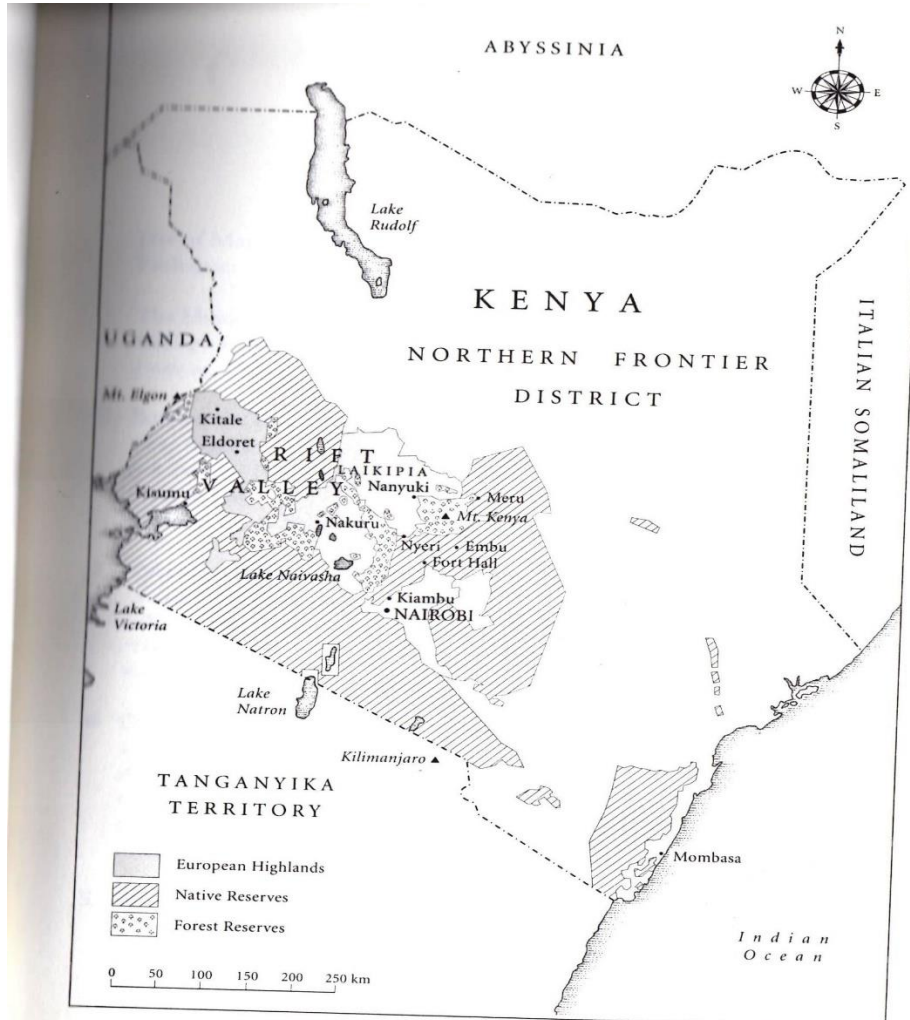 ABYSSINIA
N
W E
S
Lake
Rudolf
KENYA
NORTHERN FRONTIER
DISTRICT
ITALIAN SOMALILAND
UGANDA
Mt. Elgon
Kitale
Eldoret
RIFT
VALLEY
LAIKIPIA
Nanyuki
Meru
Mt. Kenya
Kisumu
Nakuru
Nyeri
Embu
Fort Hall
Lake Naivasha
Kiambu
NAIROBI
Lake
Victoria
Lake
Natron
Kilimanjaro
TANGANYIKA
TERRITORY
Mombasa
Indian
Ocean
European Highlands
Native Reserves
Forest Reserves
0 50 100 150 200 250 km